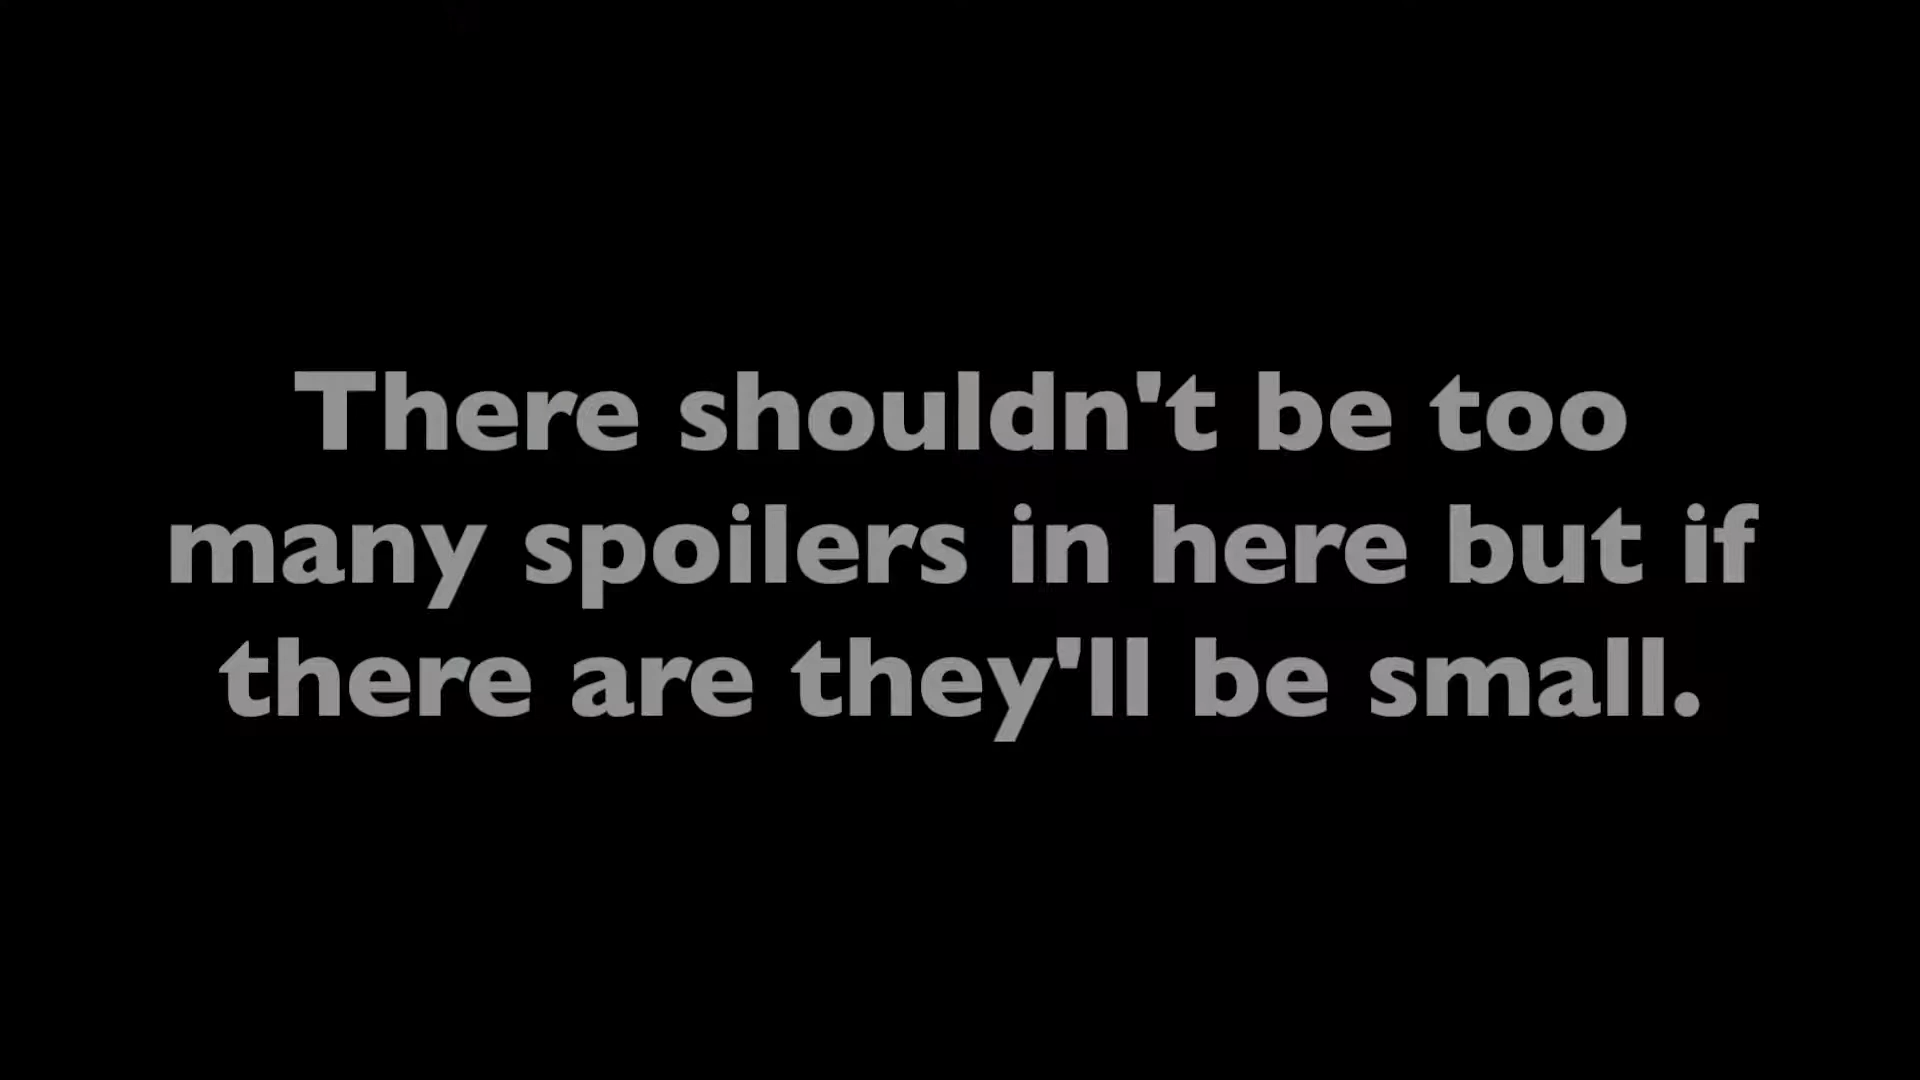 There shouldn't be too
many spoilers in here but if
there are they'll be small.